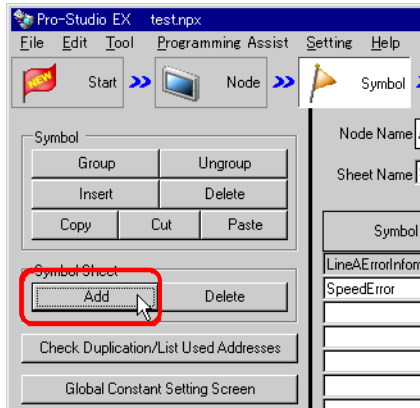 Pro-Studio EX test.npx
File Edit Tool Programming Assist Setting Help
NEW Start Node Symbol
Symbol
Group Ungroup
Insert Delete
Copy Cut Paste
Symbol Sheet
Add Delete
Check Duplication/List Used Addresses
Global Constant Setting Screen
Node Name
Sheet Name
Symbol
LineAErrorInfom
SpeedError